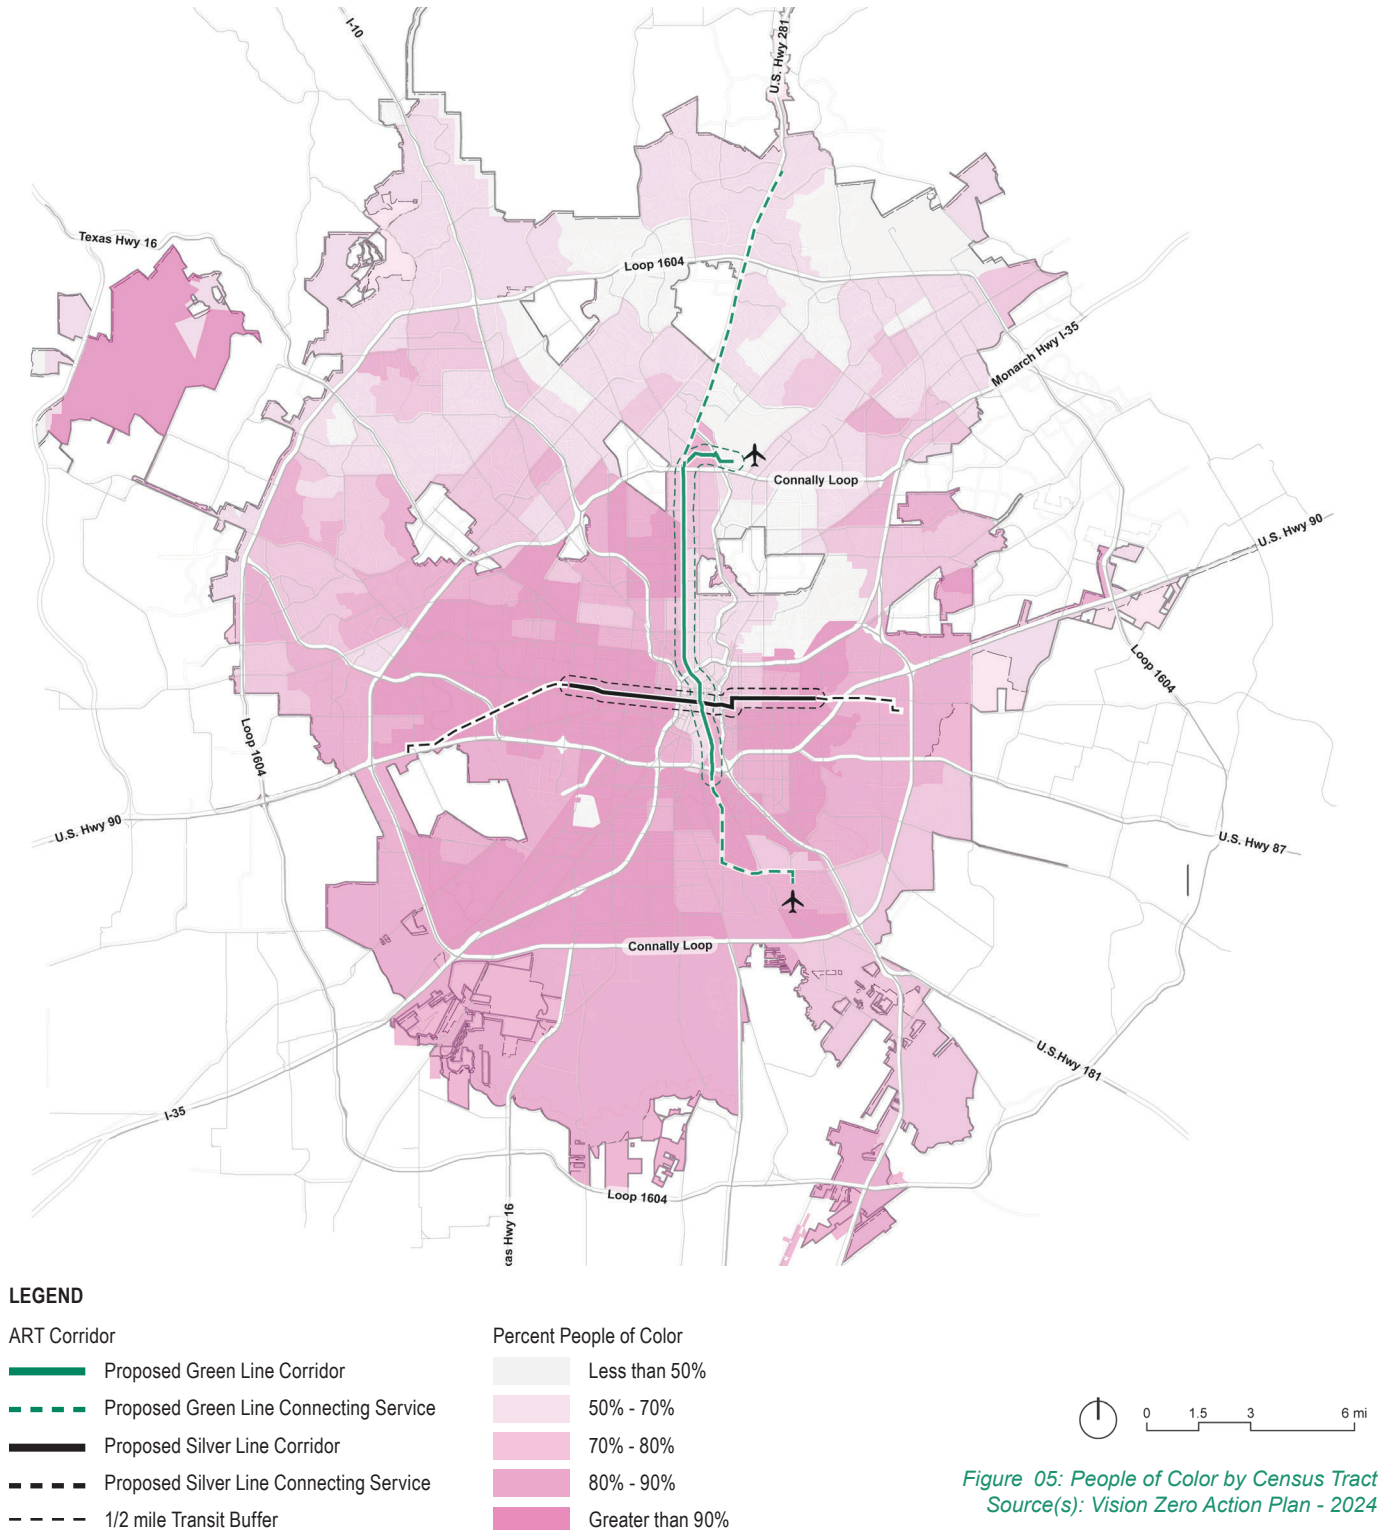 I-10
U.S. Hwy 281
Texas Hwy 16
Loop 1604
Monarch Hwy I-35
Connally Loop
U.S. Hwy 90
Loop 1604
Loop 1604
U.S. Hwy 90
U.S. Hwy 87
Connally Loop
U.S.Hwy 181
I-35
Loop 1604
xas Hwy 16
LEGEND
ART Corridor
Proposed Green Line Corridor
Proposed Green Line Connecting Service
Proposed Silver Line Corridor
Proposed Silver Line Connecting Service
1/2 mile Transit Buffer
Percent People of Color
Less than 50%
50% - 70%
70% - 80%
80% - 90%
Greater than 90%
0 1.5 3 6 mi
Figure 05: People of Color by Census Tract
Source(s): Vision Zero Action Plan - 2024